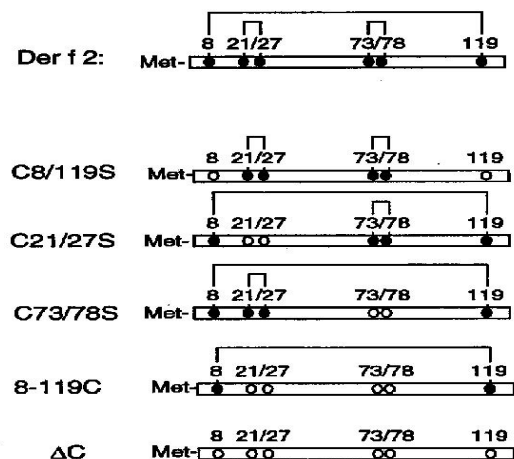 8 21/27 73/78 119
Der f 2: Met-
8 21/27 73/78 119
C8/119S Met-
8 21/27 73/78 119
C21/27S Met-
8 21/27 73/78 119
C73/78S Met-
8 21/27 73/78 119
8-119C Met-
8 21/27 73/78 119
ΔC Met-